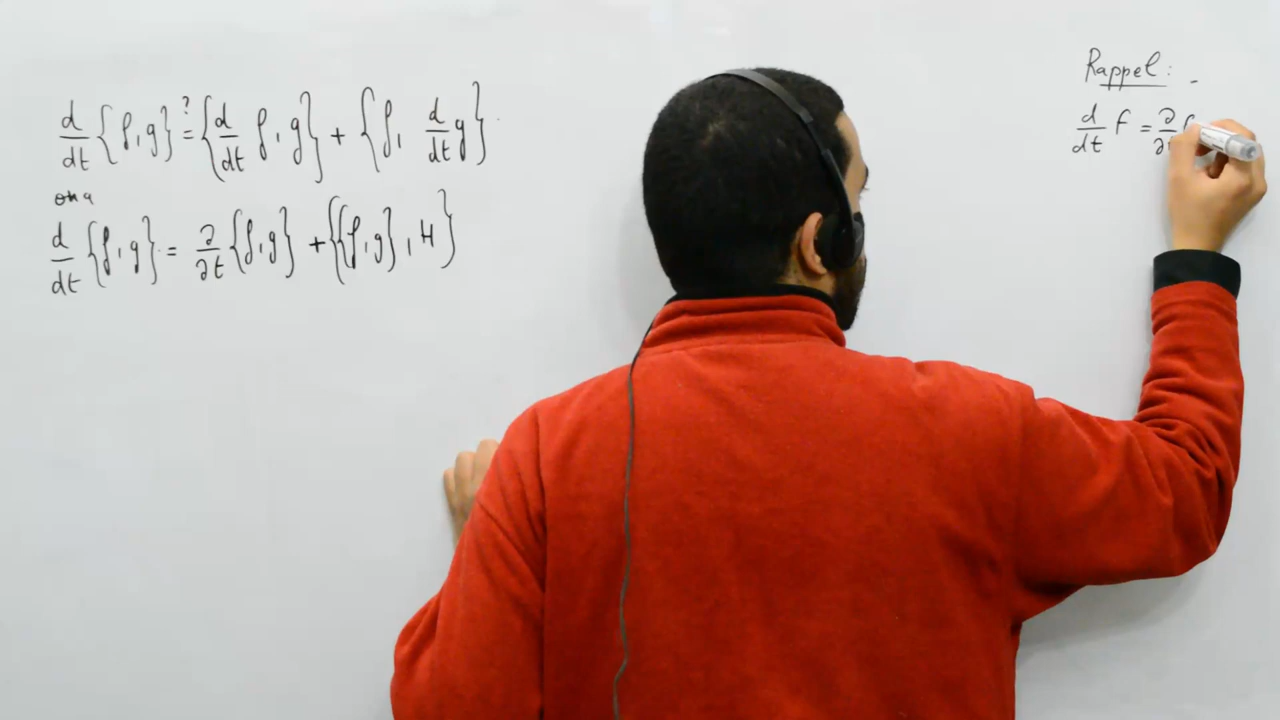 d/dt {f, g} ?= {d/dt f, g} + {f, d/dt g}.
on a
d/dt {f, g} = ∂/∂t {f, g} + {{f, g}, H}
Rappel:
d/dt f = ∂